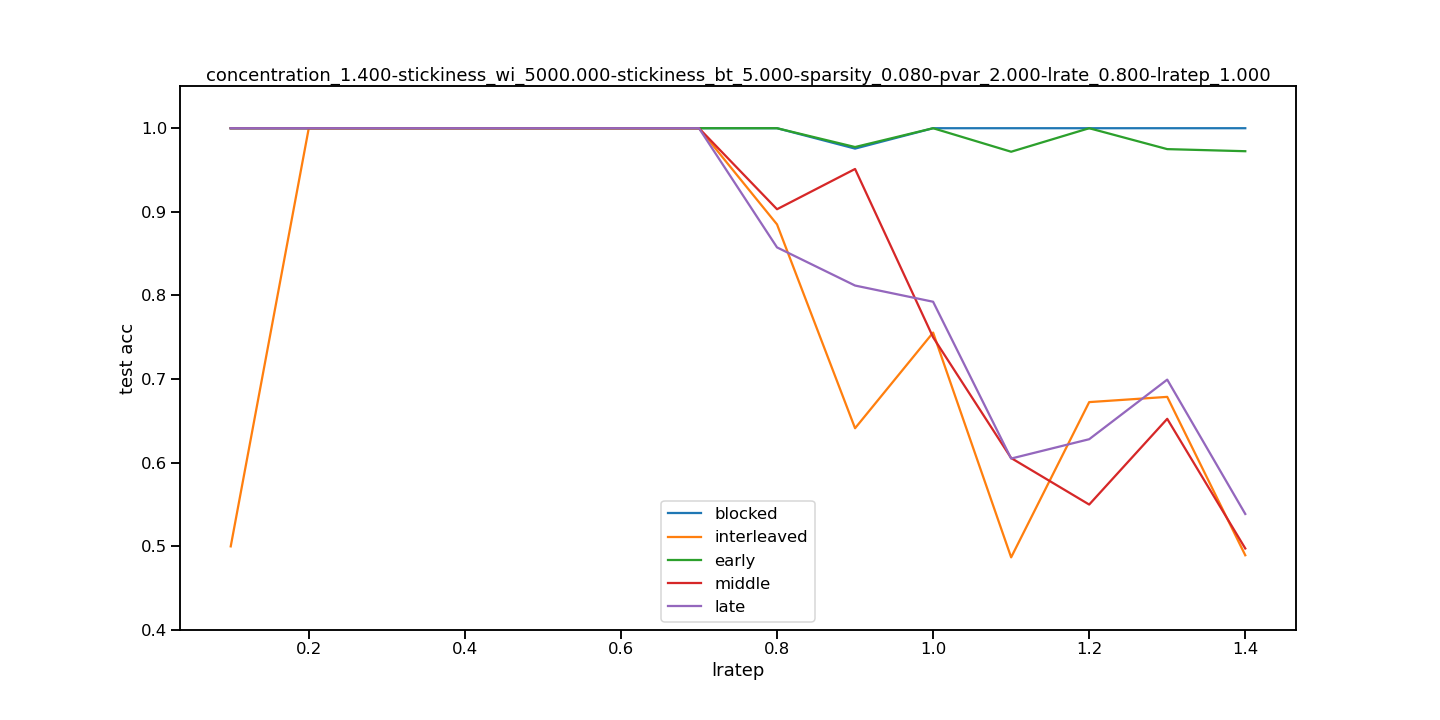 concentration_1.400-stickiness_wi_5000.000-stickiness_bt_5.000-sparsity_0.080-pvar_2.000-lrate_0.800-lratep_1.000
1.0
0.9
0.8
0.7
0.6
0.5
0.4
test acc
blocked
interleaved
early
middle
late
0.2 0.4 0.6 0.8 1.0 1.2 1.4
lratep